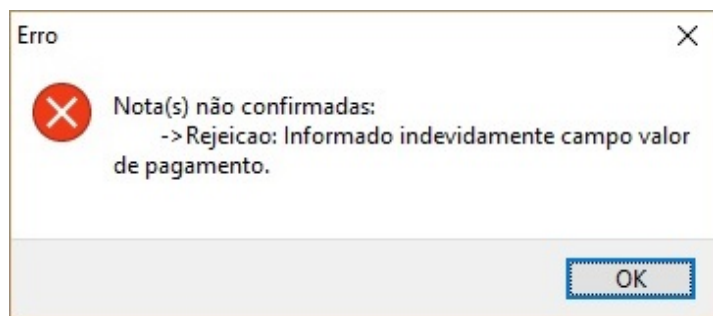 Erro
Nota(s) não confirmadas:
->Rejeicao: Informado indevidamente campo valor
de pagamento.
OK